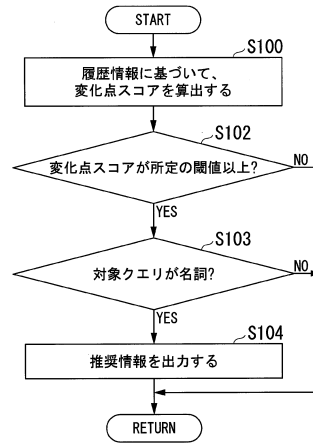 START
S100
履歴情報に基づいて、
変化点スコアを算出する
S102
変化点スコアが所定の閾値以上?
NO
YES
S103
対象クエリが名詞?
NO
YES
S104
推奨情報を出力する
RETURN